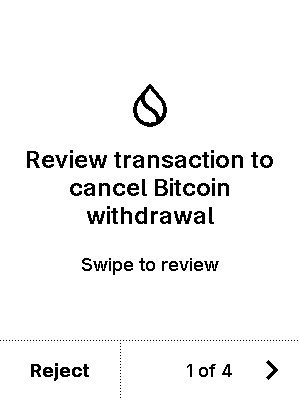 Review transaction to
cancel Bitcoin
withdrawal
Swipe to review
Reject
1 of 4